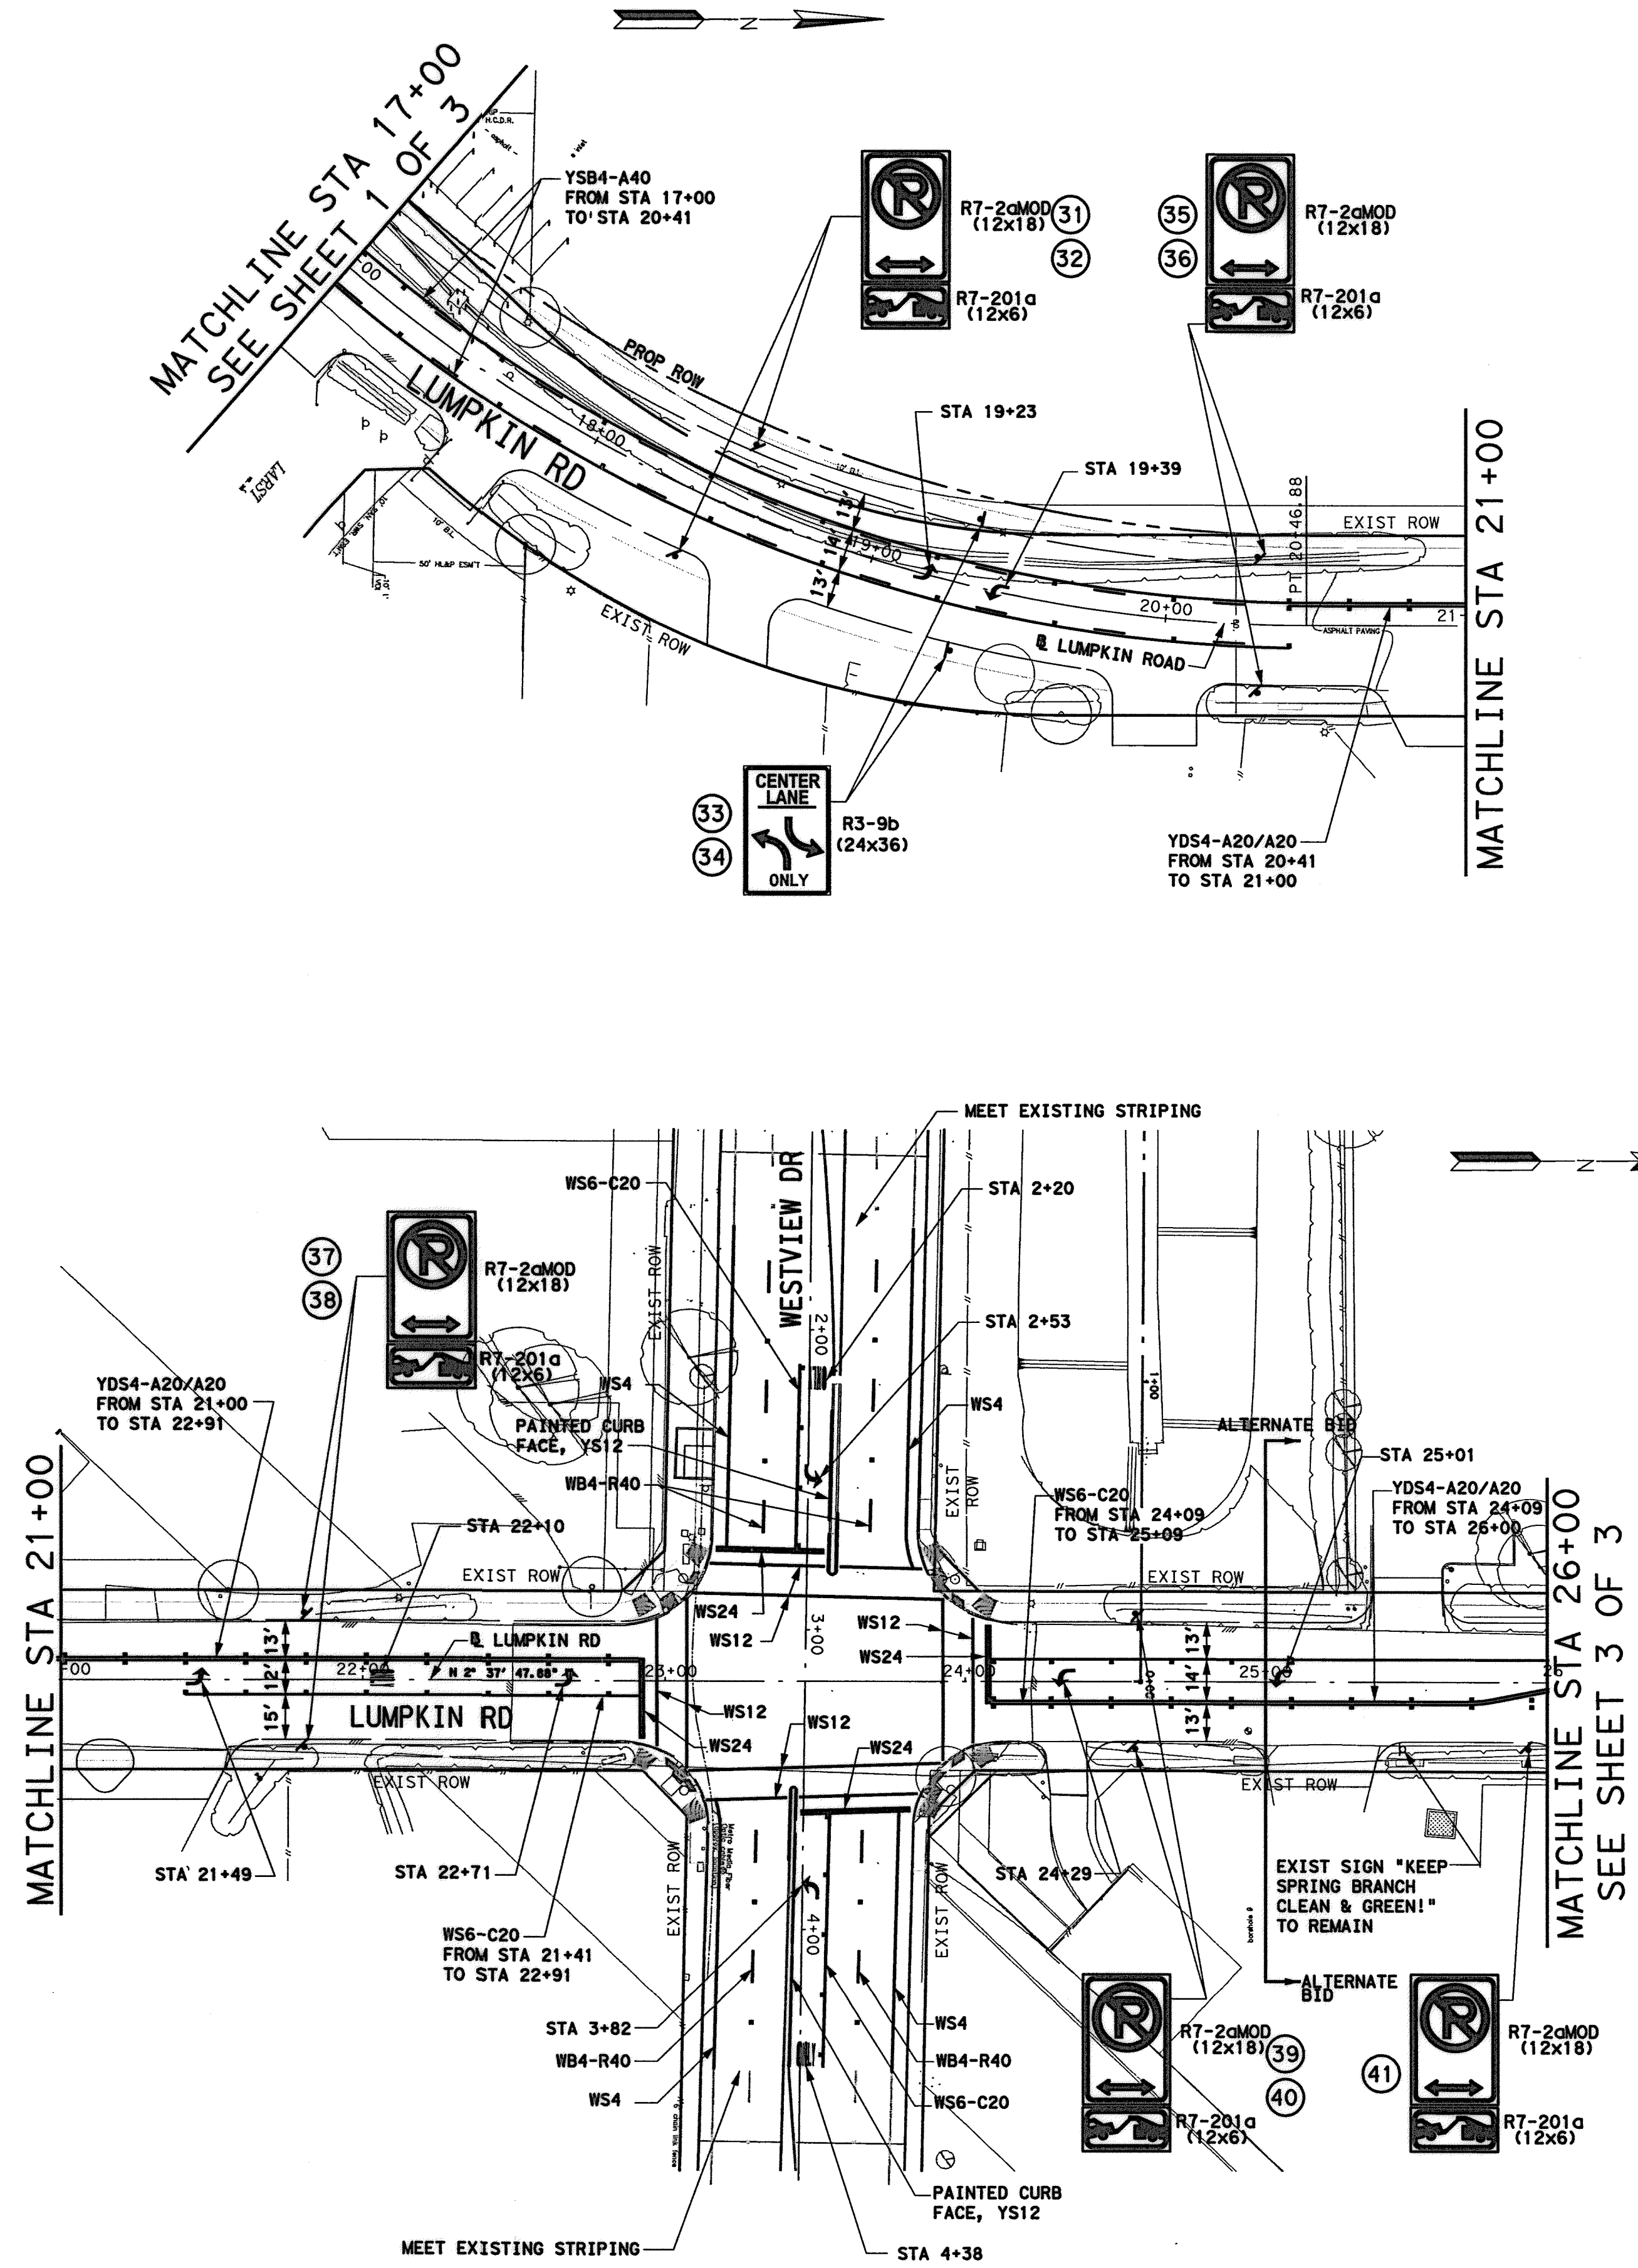 N
MATCHLINE STA 17+00
SEE SHEET 1 OF 3
H.C.D.R.
asphalt
inlet
YSB4-A40
FROM STA 17+00
TO STA 20+41
R7-2aMOD
(12x18)
31
32
R7-201a
(12x6)
35
36
R7-2aMOD
(12x18)
R7-201a
(12x6)
PROP ROW
LUMPKIN RD
+00
18+00
STA 19+23
STA 19+39
13'
14'
13'
19+00
PT 20+46.88
EXIST ROW
20+00
21
ASPHALT PAVING
50' HL&P ESM'T
10' B.L.
EXIST ROW
B LUMPKIN ROAD
MATCHLINE STA 21+00
CENTER
LANE
ONLY
33
34
R3-9b
(24x36)
YDS4-A20/A20
FROM STA 20+41
TO STA 21+00
MEET EXISTING STRIPING
N
WS6-C20
WESTVIEW DR
STA 2+20
37
38
R7-2aMOD
(12x18)
EXIST ROW
2+00
STA 2+53
R7-201a
(12x6)
WS4
1+00
YDS4-A20/A20
FROM STA 21+00
TO STA 22+91
WS4
PAINTED CURB
FACE, YS12
ALTERNATE BID
WB4-R40
STA 25+01
EXIST
ROW
WS6-C20
FROM STA 24+09
TO STA 25+09
YDS4-A20/A20
FROM STA 24+09
TO STA 26+00
STA 22+10
EXIST ROW
EXIST ROW
WS24
WS12
3+00
WS12
WS24
MATCHLINE STA 21+00
MATCHLINE STA 26+00
SEE SHEET 3 OF 3
13'
12'
15'
B LUMPKIN RD
+00
22+00
N 2° 37' 47.88"
23+00
24+00
0+00
25+00
26
13'
14'
13'
LUMPKIN RD
WS12
WS24
WS12
WS24
EXIST ROW
EXIST ROW
STA 21+49
STA 22+71
EXIST ROW
4+00
EXIST ROW
STA 24+29
borehole 9
EXIST SIGN "KEEP
SPRING BRANCH
CLEAN & GREEN!"
TO REMAIN
WS6-C20
FROM STA 21+41
TO STA 22+91
ALTERNATE
BID
STA 3+82
WB4-R40
WS4
WS4
WB4-R40
WS6-C20
R7-2aMOD
(12x18)
39
40
R7-201a
(12x6)
41
R7-2aMOD
(12x18)
R7-201a
(12x6)
6' chain link fence
PAINTED CURB
FACE, YS12
MEET EXISTING STRIPING
STA 4+38